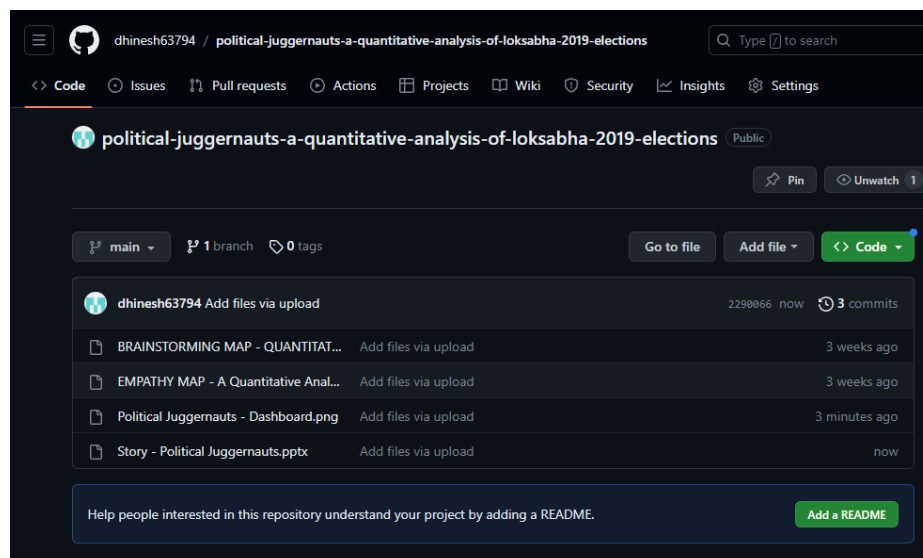 dhinesh63794 / political-juggernauts-a-quantitative-analysis-of-loksabha-2019-elections
Type / to search
<> Code Issues Pull requests Actions Projects Wiki Security Insights Settings
political-juggernauts-a-quantitative-analysis-of-loksabha-2019-elections Public
Pin Unwatch 1
main 1 branch 0 tags Go to file Add file <> Code
dhinesh63794 Add files via upload 2290066 now 3 commits
BRAINSTORMING MAP - QUANTITAT... Add files via upload 3 weeks ago
EMPATHY MAP - A Quantitative Anal... Add files via upload 3 weeks ago
Political Juggernauts - Dashboard.png Add files via upload 3 minutes ago
Story - Political Juggernauts.pptx Add files via upload now
Help people interested in this repository understand your project by adding a README. Add a README